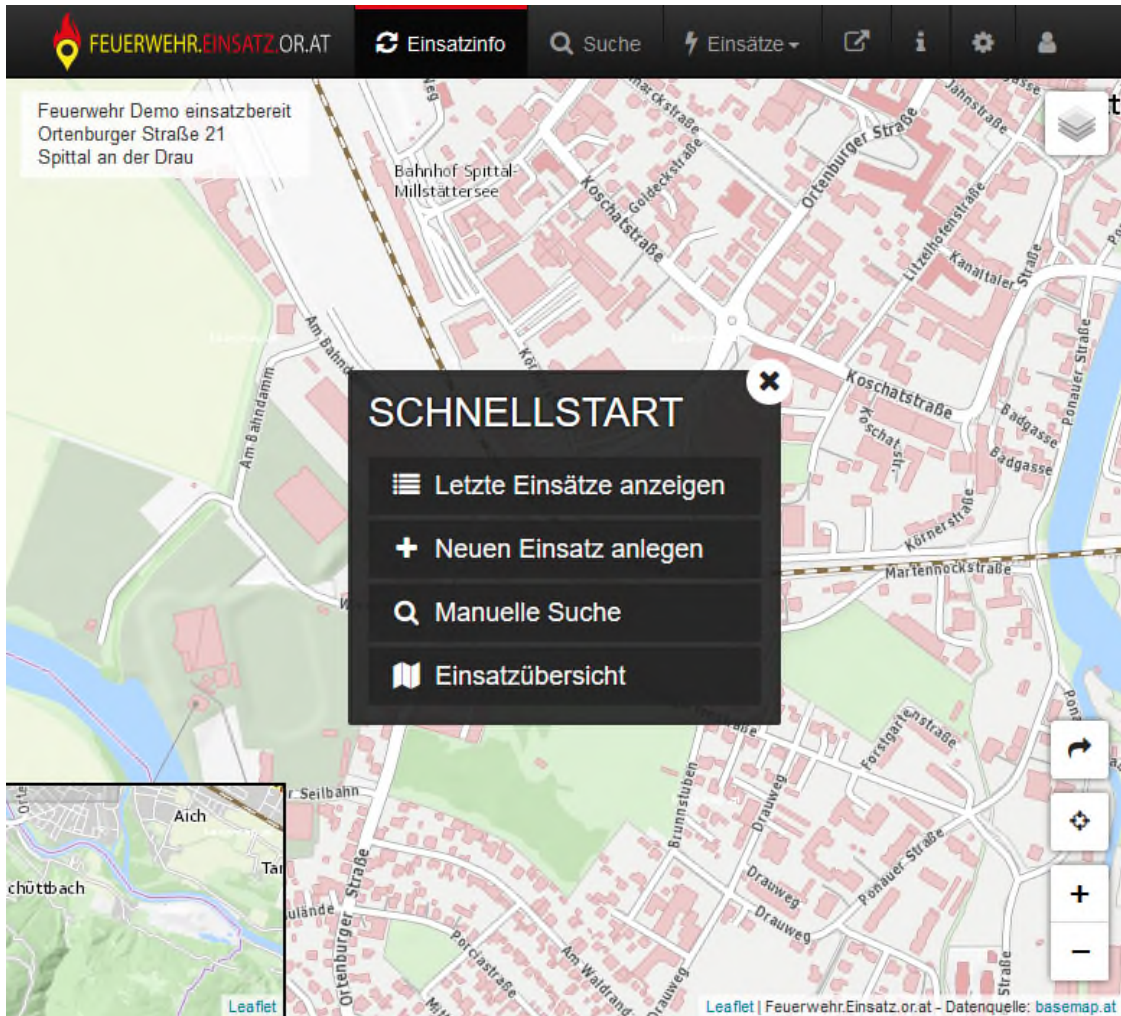 FEUERWEHR.EINSATZ.OR.AT
Einsatzinfo
Suche
Einsätze
Feuerwehr Demo einsatzbereit
Ortenburger Straße 21
Spittal an der Drau
Bahnhof Spittal-
Millstättersee
Koschatstraße
Goldeckstraße
Ortenburger Straße
Jahnstraße
Litzelhofenstraße
Kanaltaler Straße
Ponauer Straße
Am Bahndamm
Koschatstraße
Koschatstr.
Badgasse
Badgasse
Körnerstraße
Martennockstraße
SCHNELLSTART
Letzte Einsätze anzeigen
Neuen Einsatz anlegen
Manuelle Suche
Einsatzübersicht
Forstgartenstraße
Brunnstuben
Drauweg
Drauweg
Drauweg
Ponauer Straße
r Seilbahn
Ortenburger Straße
Porciastraße
Am Waldrand
Drauweg
Aich
chüttbach
Leaflet
Leaflet | Feuerwehr.Einsatz.or.at - Datenquelle: basemap.at